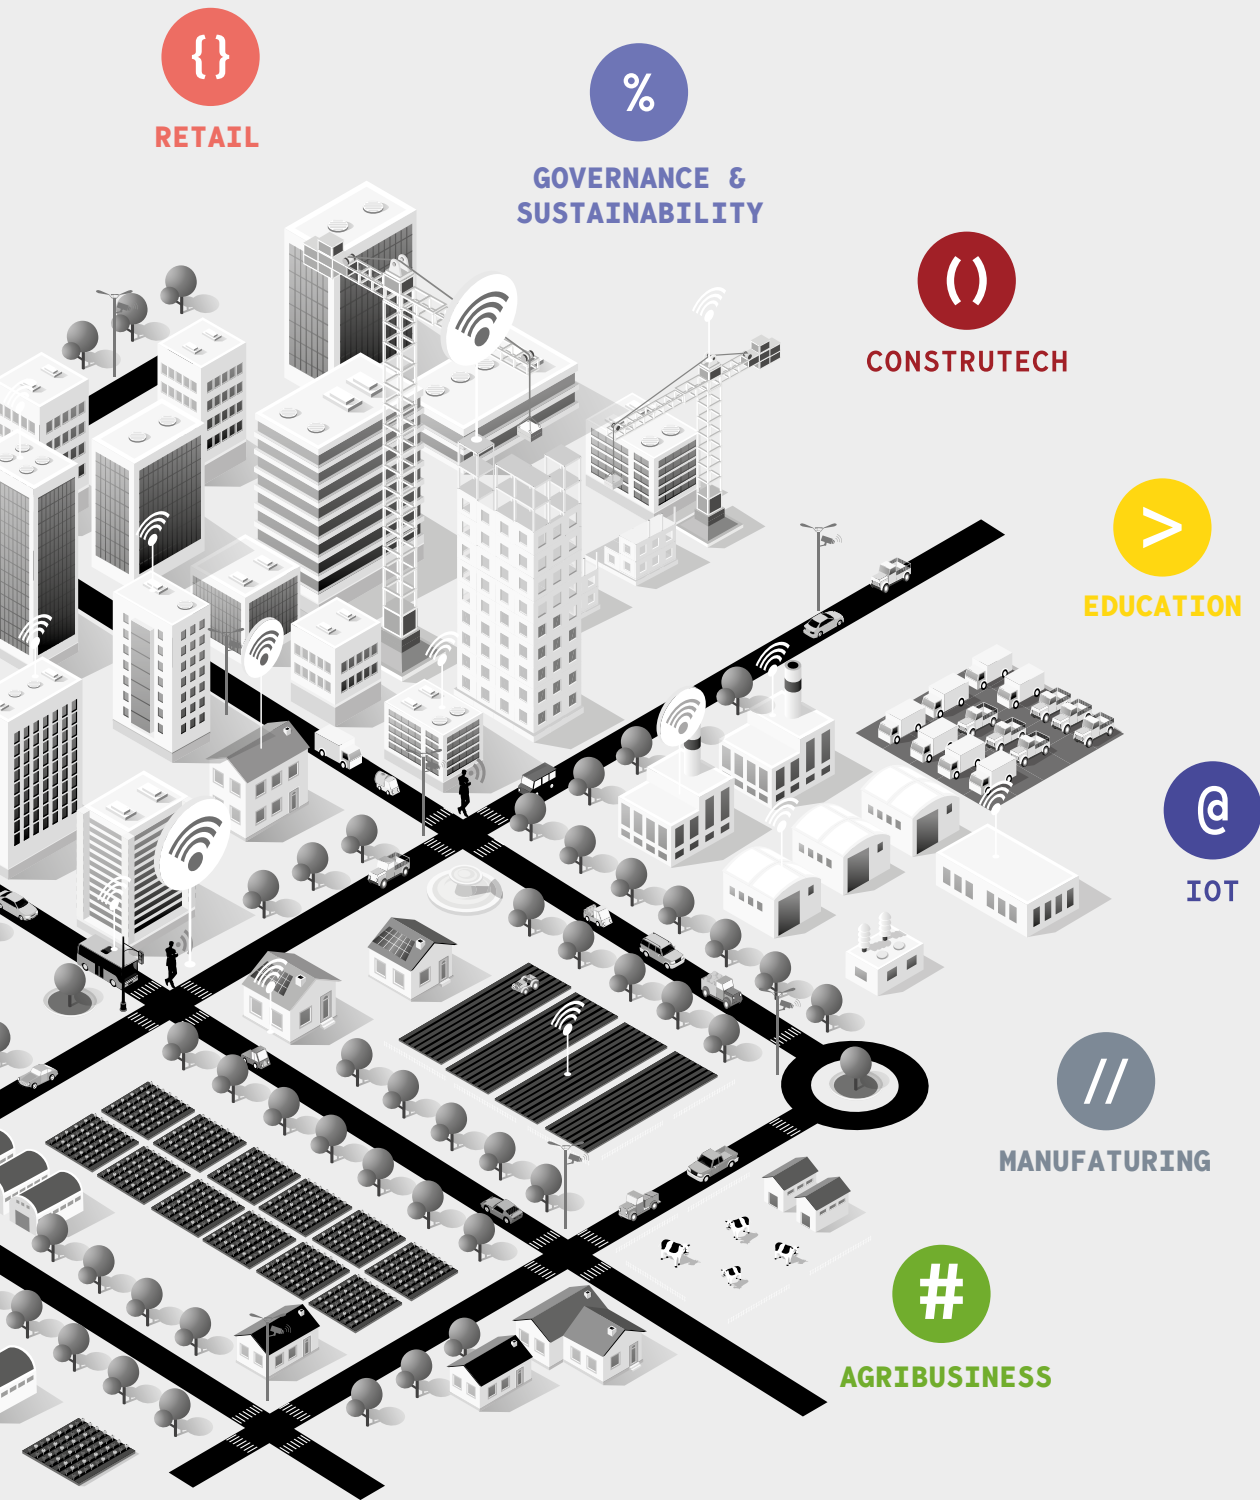 {}
RETAIL
%
GOVERNANCE &
SUSTAINABILITY
()
CONSTRUTECH
>
EDUCATION
@
IOT
//
MANUFATURING
#
AGRIBUSINESS